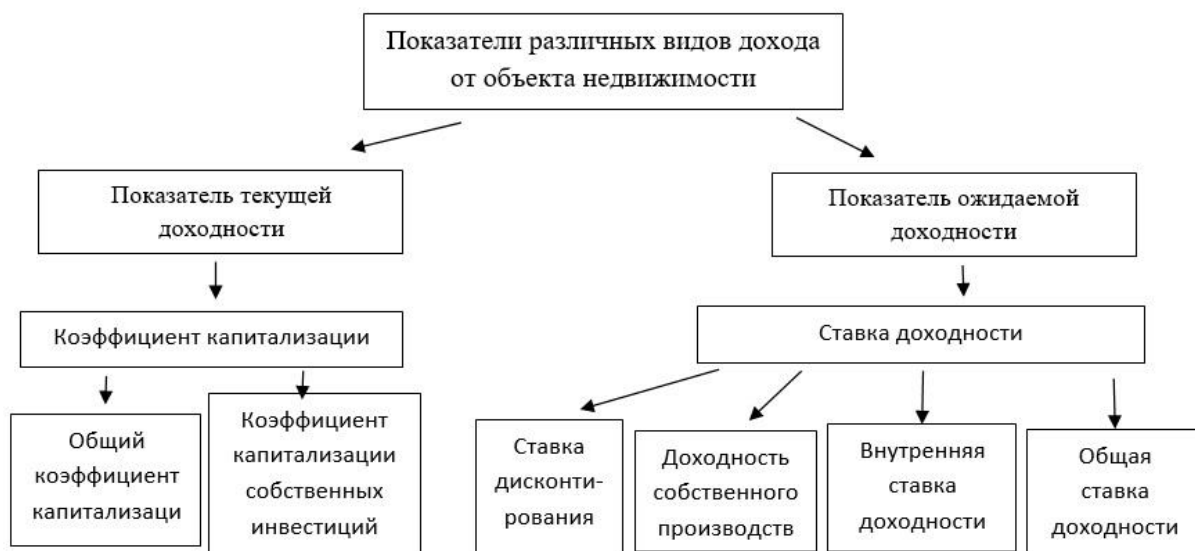 Показатели различных видов дохода
от объекта недвижимости
Показатель текущей
доходности
Показатель ожидаемой
доходности
Коэффициент капитализации
Ставка доходности
Общий
коэффициент
капитализаци
Коэффициент
капитализации
собственных
инвестиций
Ставка
дисконти-
рования
Доходность
собственного
производств
Внутренняя
ставка
доходности
Общая
ставка
доходности